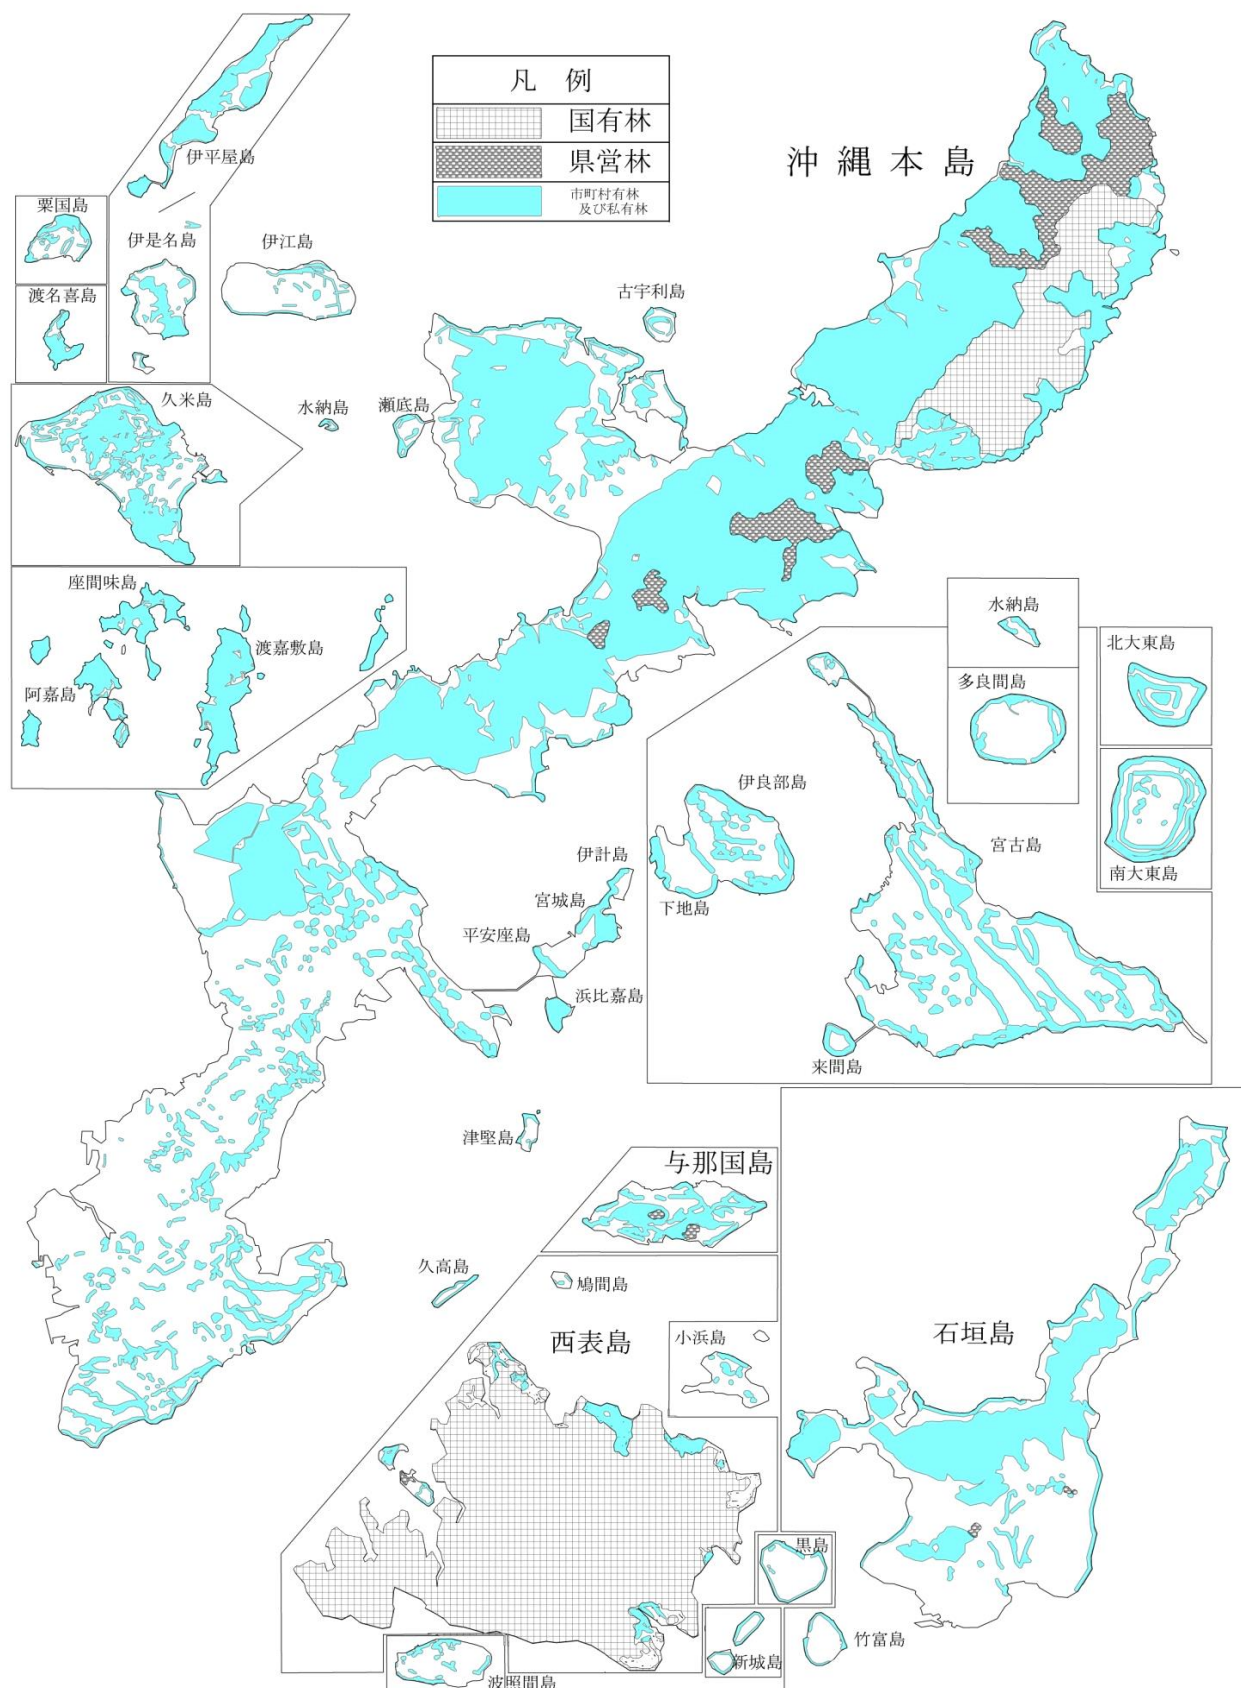 凡 例
国有林
県営林
市町村有林
及び私有林
沖縄本島
伊平屋島
粟国島
伊是名島
伊江島
渡名喜島
古宇利島
久米島
水納島
瀬底島
座間味島
渡嘉敷島
阿嘉島
水納島
北大東島
多良間島
伊良部島
宮古島
南大東島
下地島
伊計島
宮城島
平安座島
浜比嘉島
来間島
津堅島
与那国島
久高島
鳩間島
西表島
小浜島
石垣島
黒島
竹富島
新城島
波照間島